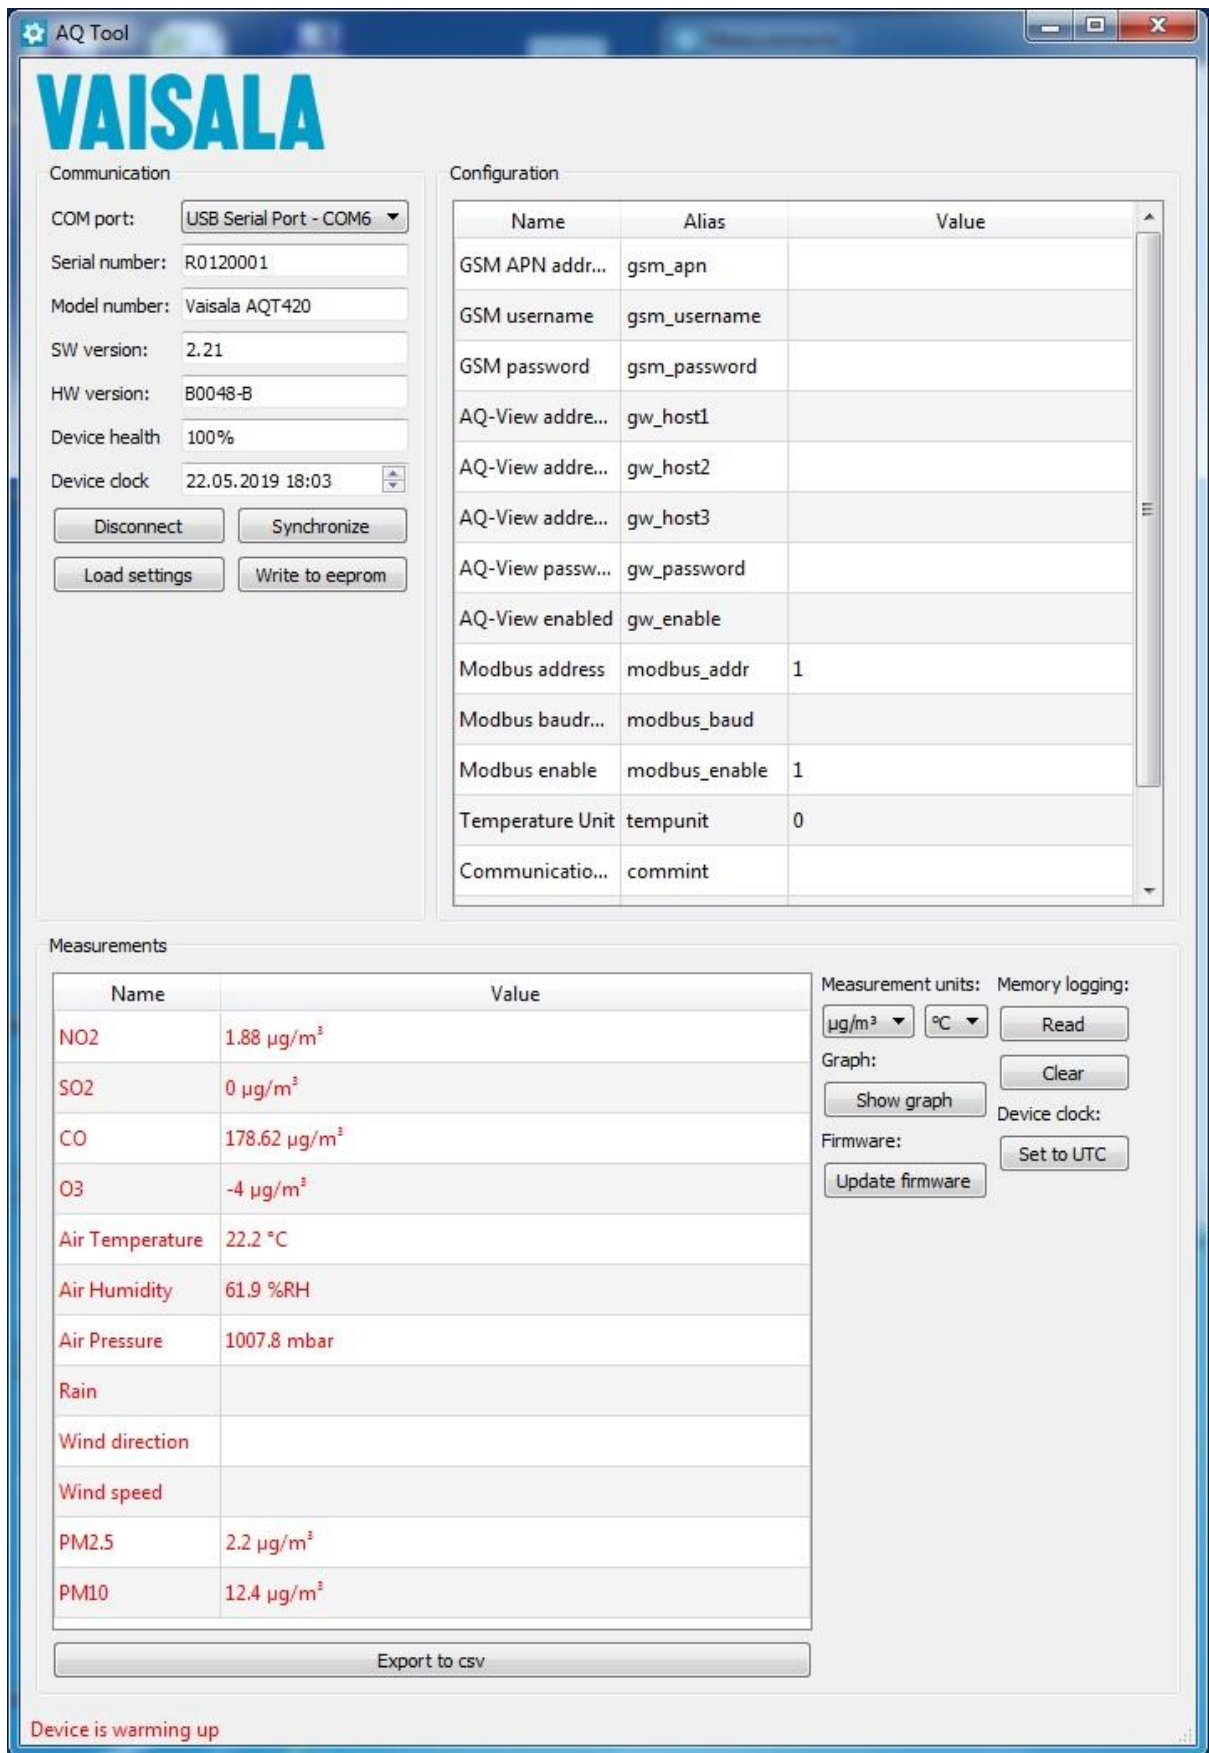 AQ Tool
VAISALA
Communication
COM port: USB Serial Port - COM6
Serial number: R0120001
Model number: Vaisala AQT420
SW version: 2.21
HW version: B0048-B
Device health 100%
Device clock 22.05.2019 18:03
Disconnect Synchronize
Load settings Write to eeprom
Configuration
Name Alias Value
GSM APN addr... gsm_apn
GSM username gsm_username
GSM password gsm_password
AQ-View addre... gw_host1
AQ-View addre... gw_host2
AQ-View addre... gw_host3
AQ-View passw... gw_password
AQ-View enabled gw_enable
Modbus address modbus_addr 1
Modbus baudr... modbus_baud
Modbus enable modbus_enable 1
Temperature Unit tempunit 0
Communicatio... commint
Measurements
Name Value
NO2 1.88 µg/m³
SO2 0 µg/m³
CO 178.62 µg/m³
O3 -4 µg/m³
Air Temperature 22.2 °C
Air Humidity 61.9 %RH
Air Pressure 1007.8 mbar
Rain
Wind direction
Wind speed
PM2.5 2.2 µg/m³
PM10 12.4 µg/m³
Export to csv
Measurement units:
µg/m³ ºC
Graph:
Show graph
Firmware:
Update firmware
Memory logging:
Read
Clear
Device clock:
Set to UTC
Device is warming up